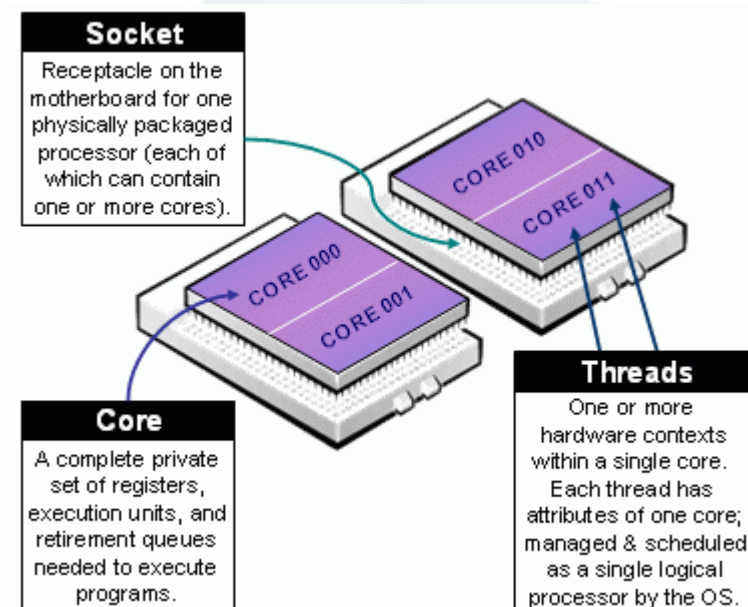 Socket
Receptacle on the
motherboard for one
physically packaged
processor (each of
which can contain
one or more cores).
CORE 010
CORE 011
CORE 000
CORE 001
Core
A complete private
set of registers,
execution units, and
retirement queues
needed to execute
programs.
Threads
One or more
hardware contexts
within a single core.
Each thread has
attributes of one core;
managed & scheduled
as a single logical
processor by the OS.